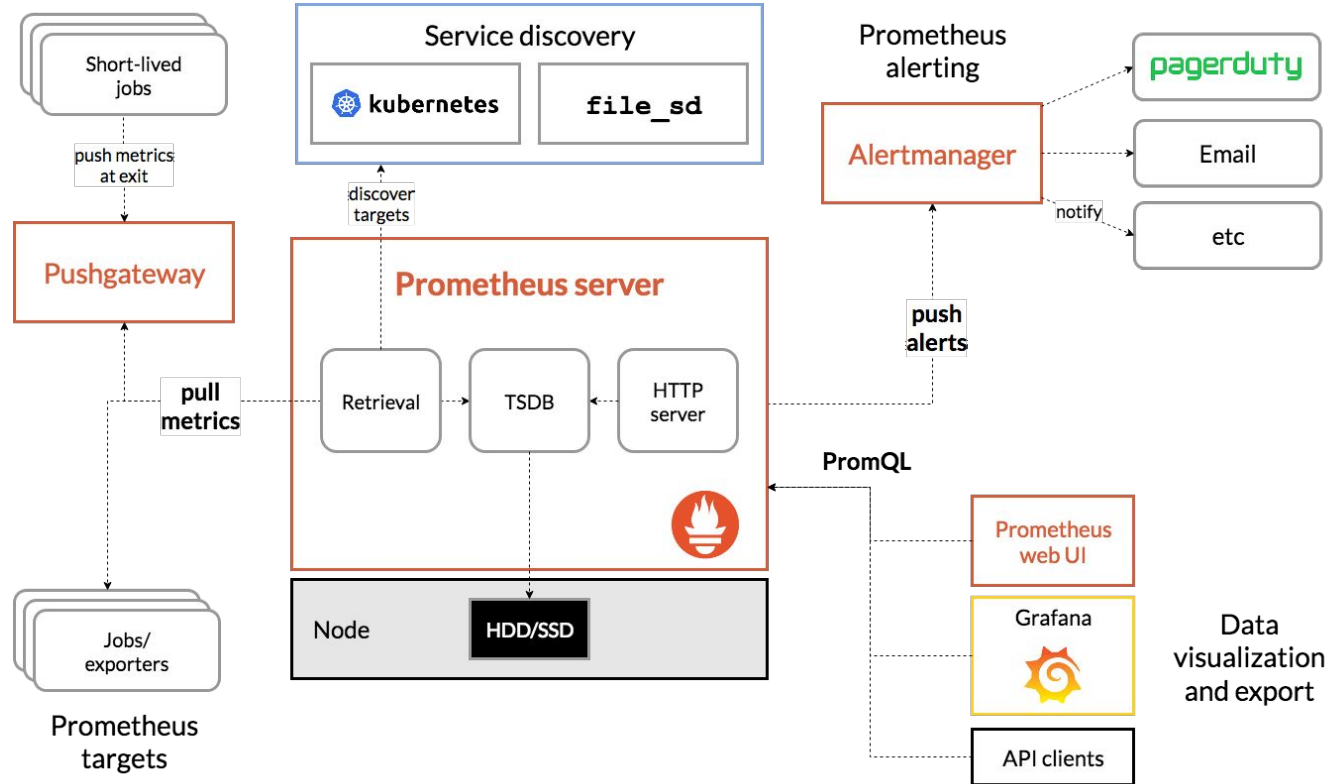 Short-lived
jobs
push metrics
at exit
Pushgateway
Service discovery
kubernetes
file_sd
discover
targets
Prometheus
alerting
Alertmanager
pagerduty
Email
notify
etc
Prometheus server
Retrieval
TSDB
HTTP
server
pull
metrics
push
alerts
PromQL
Node
HDD/SSD
Jobs/
exporters
Prometheus
targets
Prometheus
web UI
Grafana
API clients
Data
visualization
and export